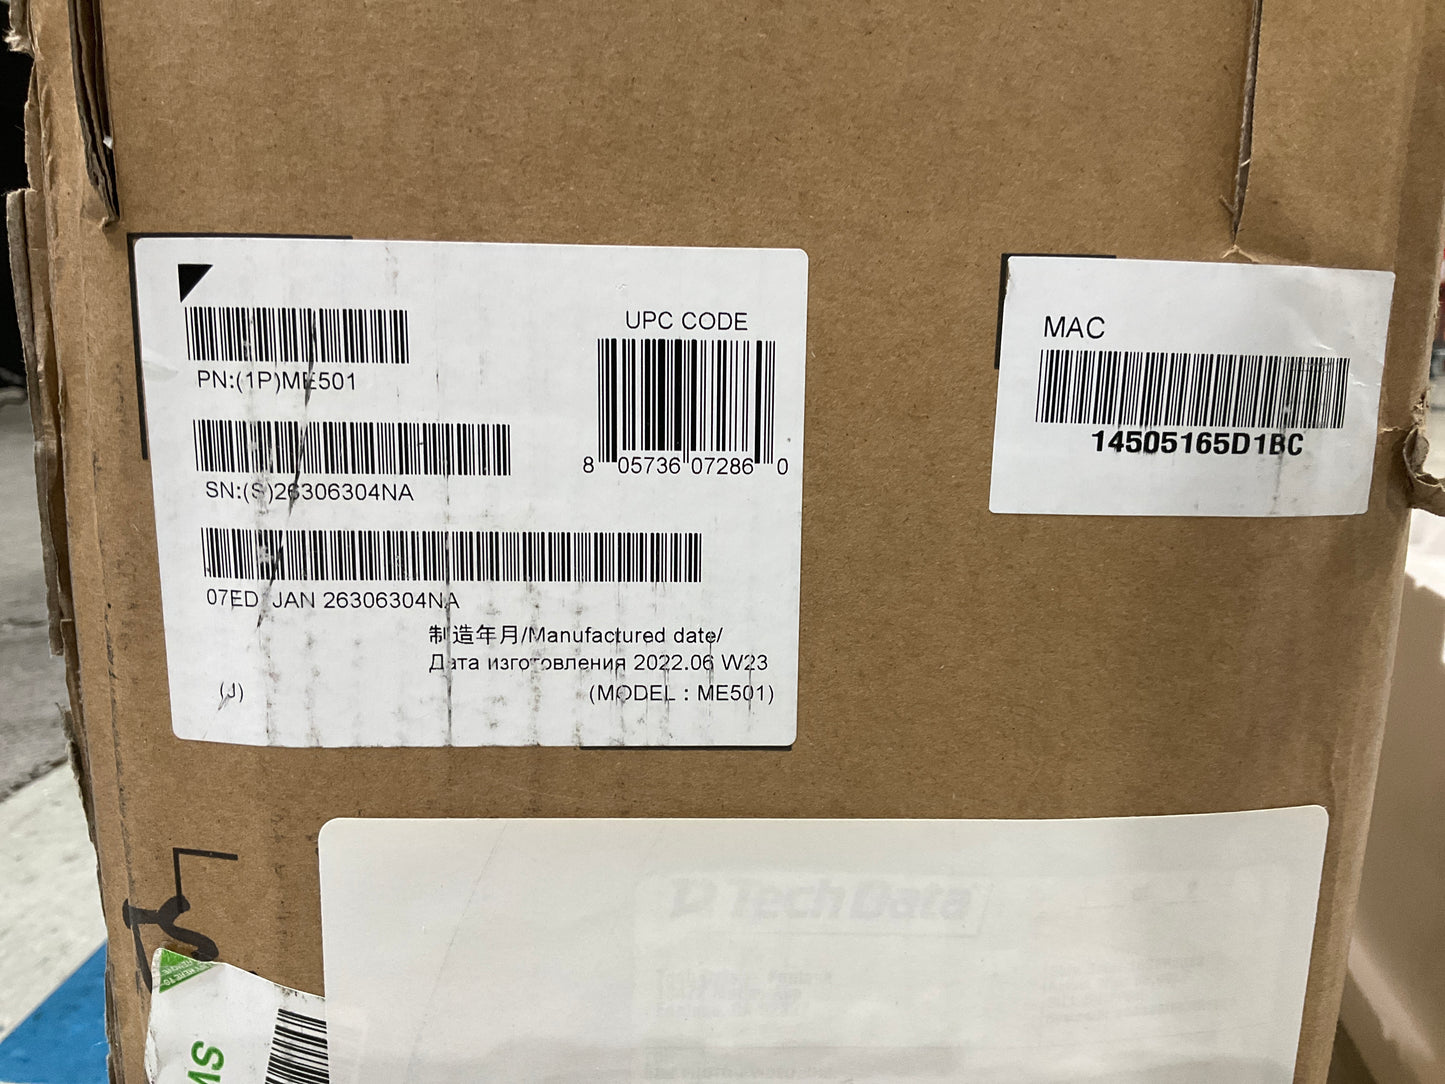 PN:(1P)ME501
SN:(S)26306304NA
07ED JAN 26306304NA
UPC CODE
8 05736 07286 0
制造年月/Manufactured date/
Дата изготовления 2022.06 W23
(J)
(MODEL : ME501)
MAC
14505165D1BC
Tech Data